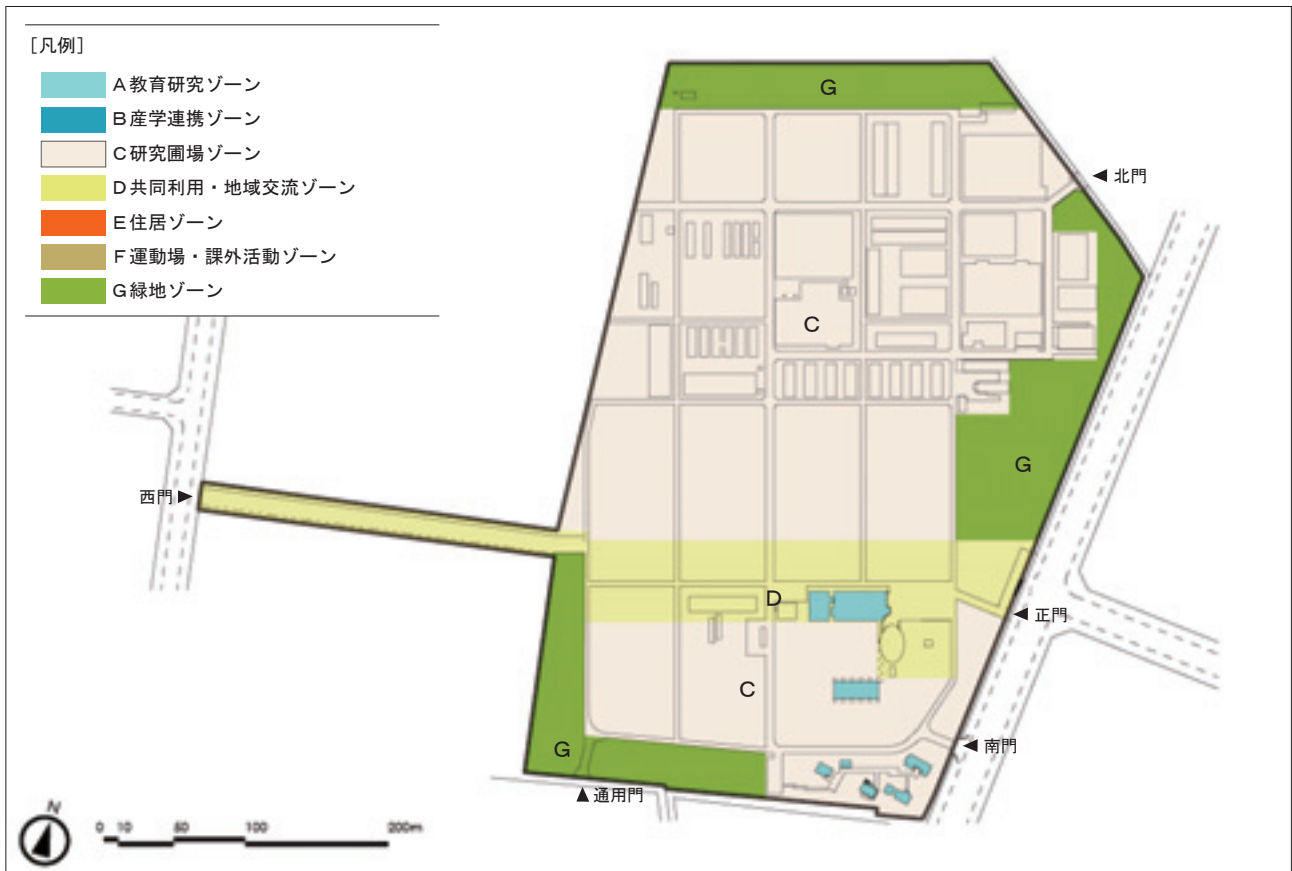 [凡例]
A教育研究ゾーン
B産学連携ゾーン
C研究圃場ゾーン
D共同利用・地域交流ゾーン
E住居ゾーン
F運動場・課外活動ゾーン
G緑地ゾーン
G
◀ 北門
C
G
西門 ▶
D
◀ 正門
C
G
◀ 南門
▲ 通用門
N
0 10 50 100 200m